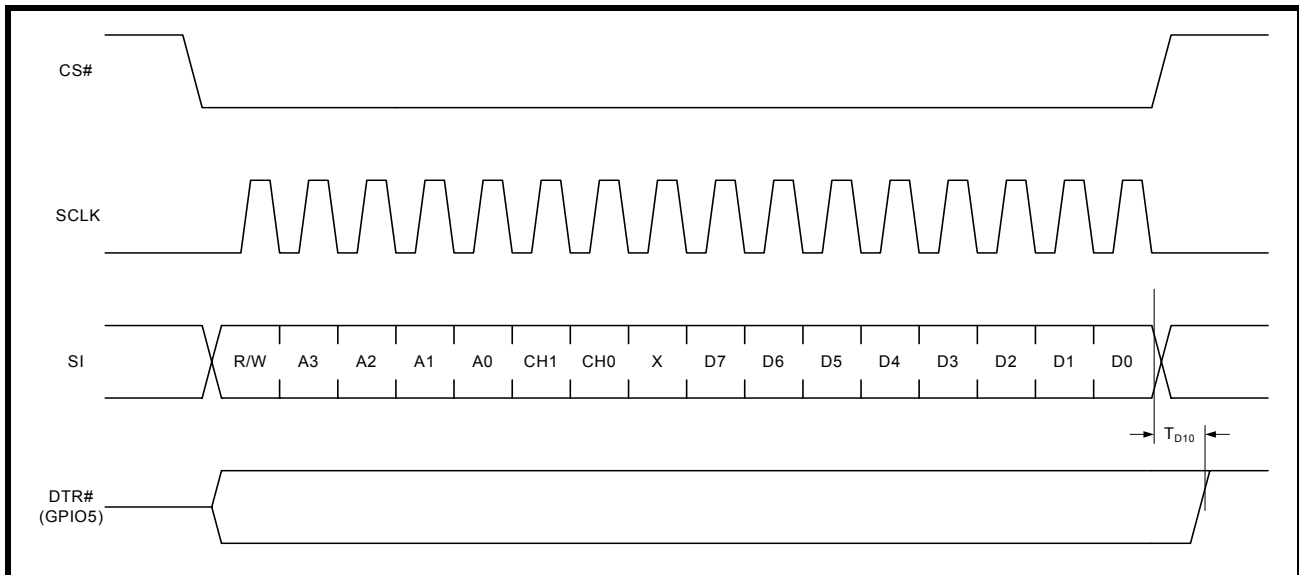 CS#
SCLK
SI
R/W A3 A2 A1 A0 CH1 CH0 X D7 D6 D5 D4 D3 D2 D1 D0
TD10
DTR#
(GPIO5)